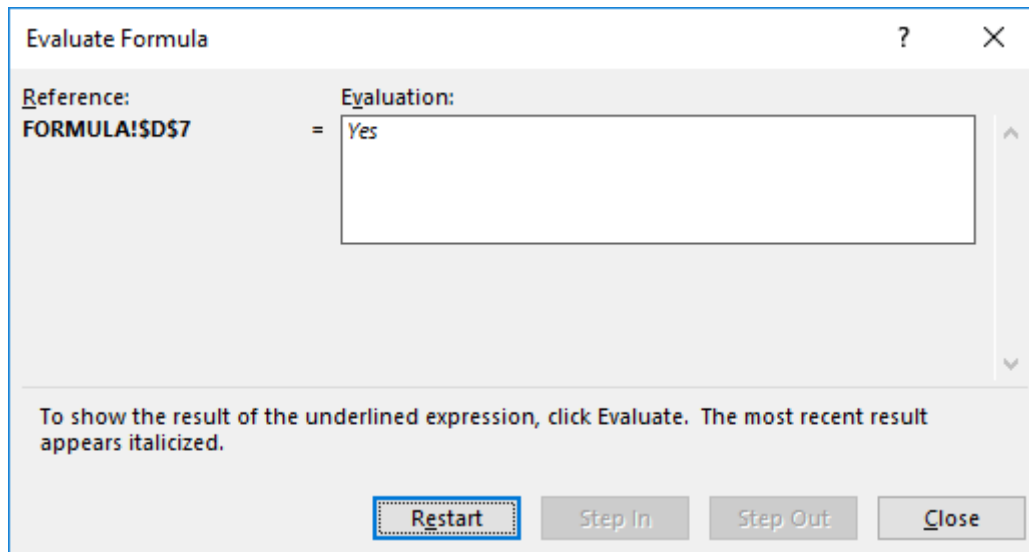 Evaluate Formula
?
Reference:
Evaluation:
FORMULA!$D$7
=
Yes
To show the result of the underlined expression, click Evaluate. The most recent result
appears italicized.
Restart
Step In
Step Out
Close